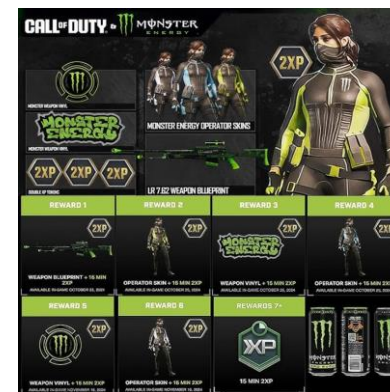 CALL OF DUTY & MONSTER ENERGY
2XP
MONSTER WEAPON VINYL
MONSTER ENERGY
MONSTER WEAPON VINYL
2XP 2XP 2XP
DOUBLE XP TOKENS
MONSTER ENERGY OPERATOR SKINS
LR 7.62 WEAPON BLUEPRINT
REWARD 1
2XP
WEAPON BLUEPRINT + 15 MIN
2XP
REWARD 2
2XP
OPERATOR SKIN + 15 MIN 2XP
REWARD 3
MONSTER ENERGY
2XP
WEAPON VINYL + 15 MIN
2XP
REWARD 4
OPERATOR SKIN + 15 MIN
2XP
REWARD 5
2XP
WEAPON VINYL + 15 MIN 2XP
REWARD 6
2XP
OPERATOR SKIN + 15 MIN 2XP
REWARDS 7+
XP
15 MIN 2XP